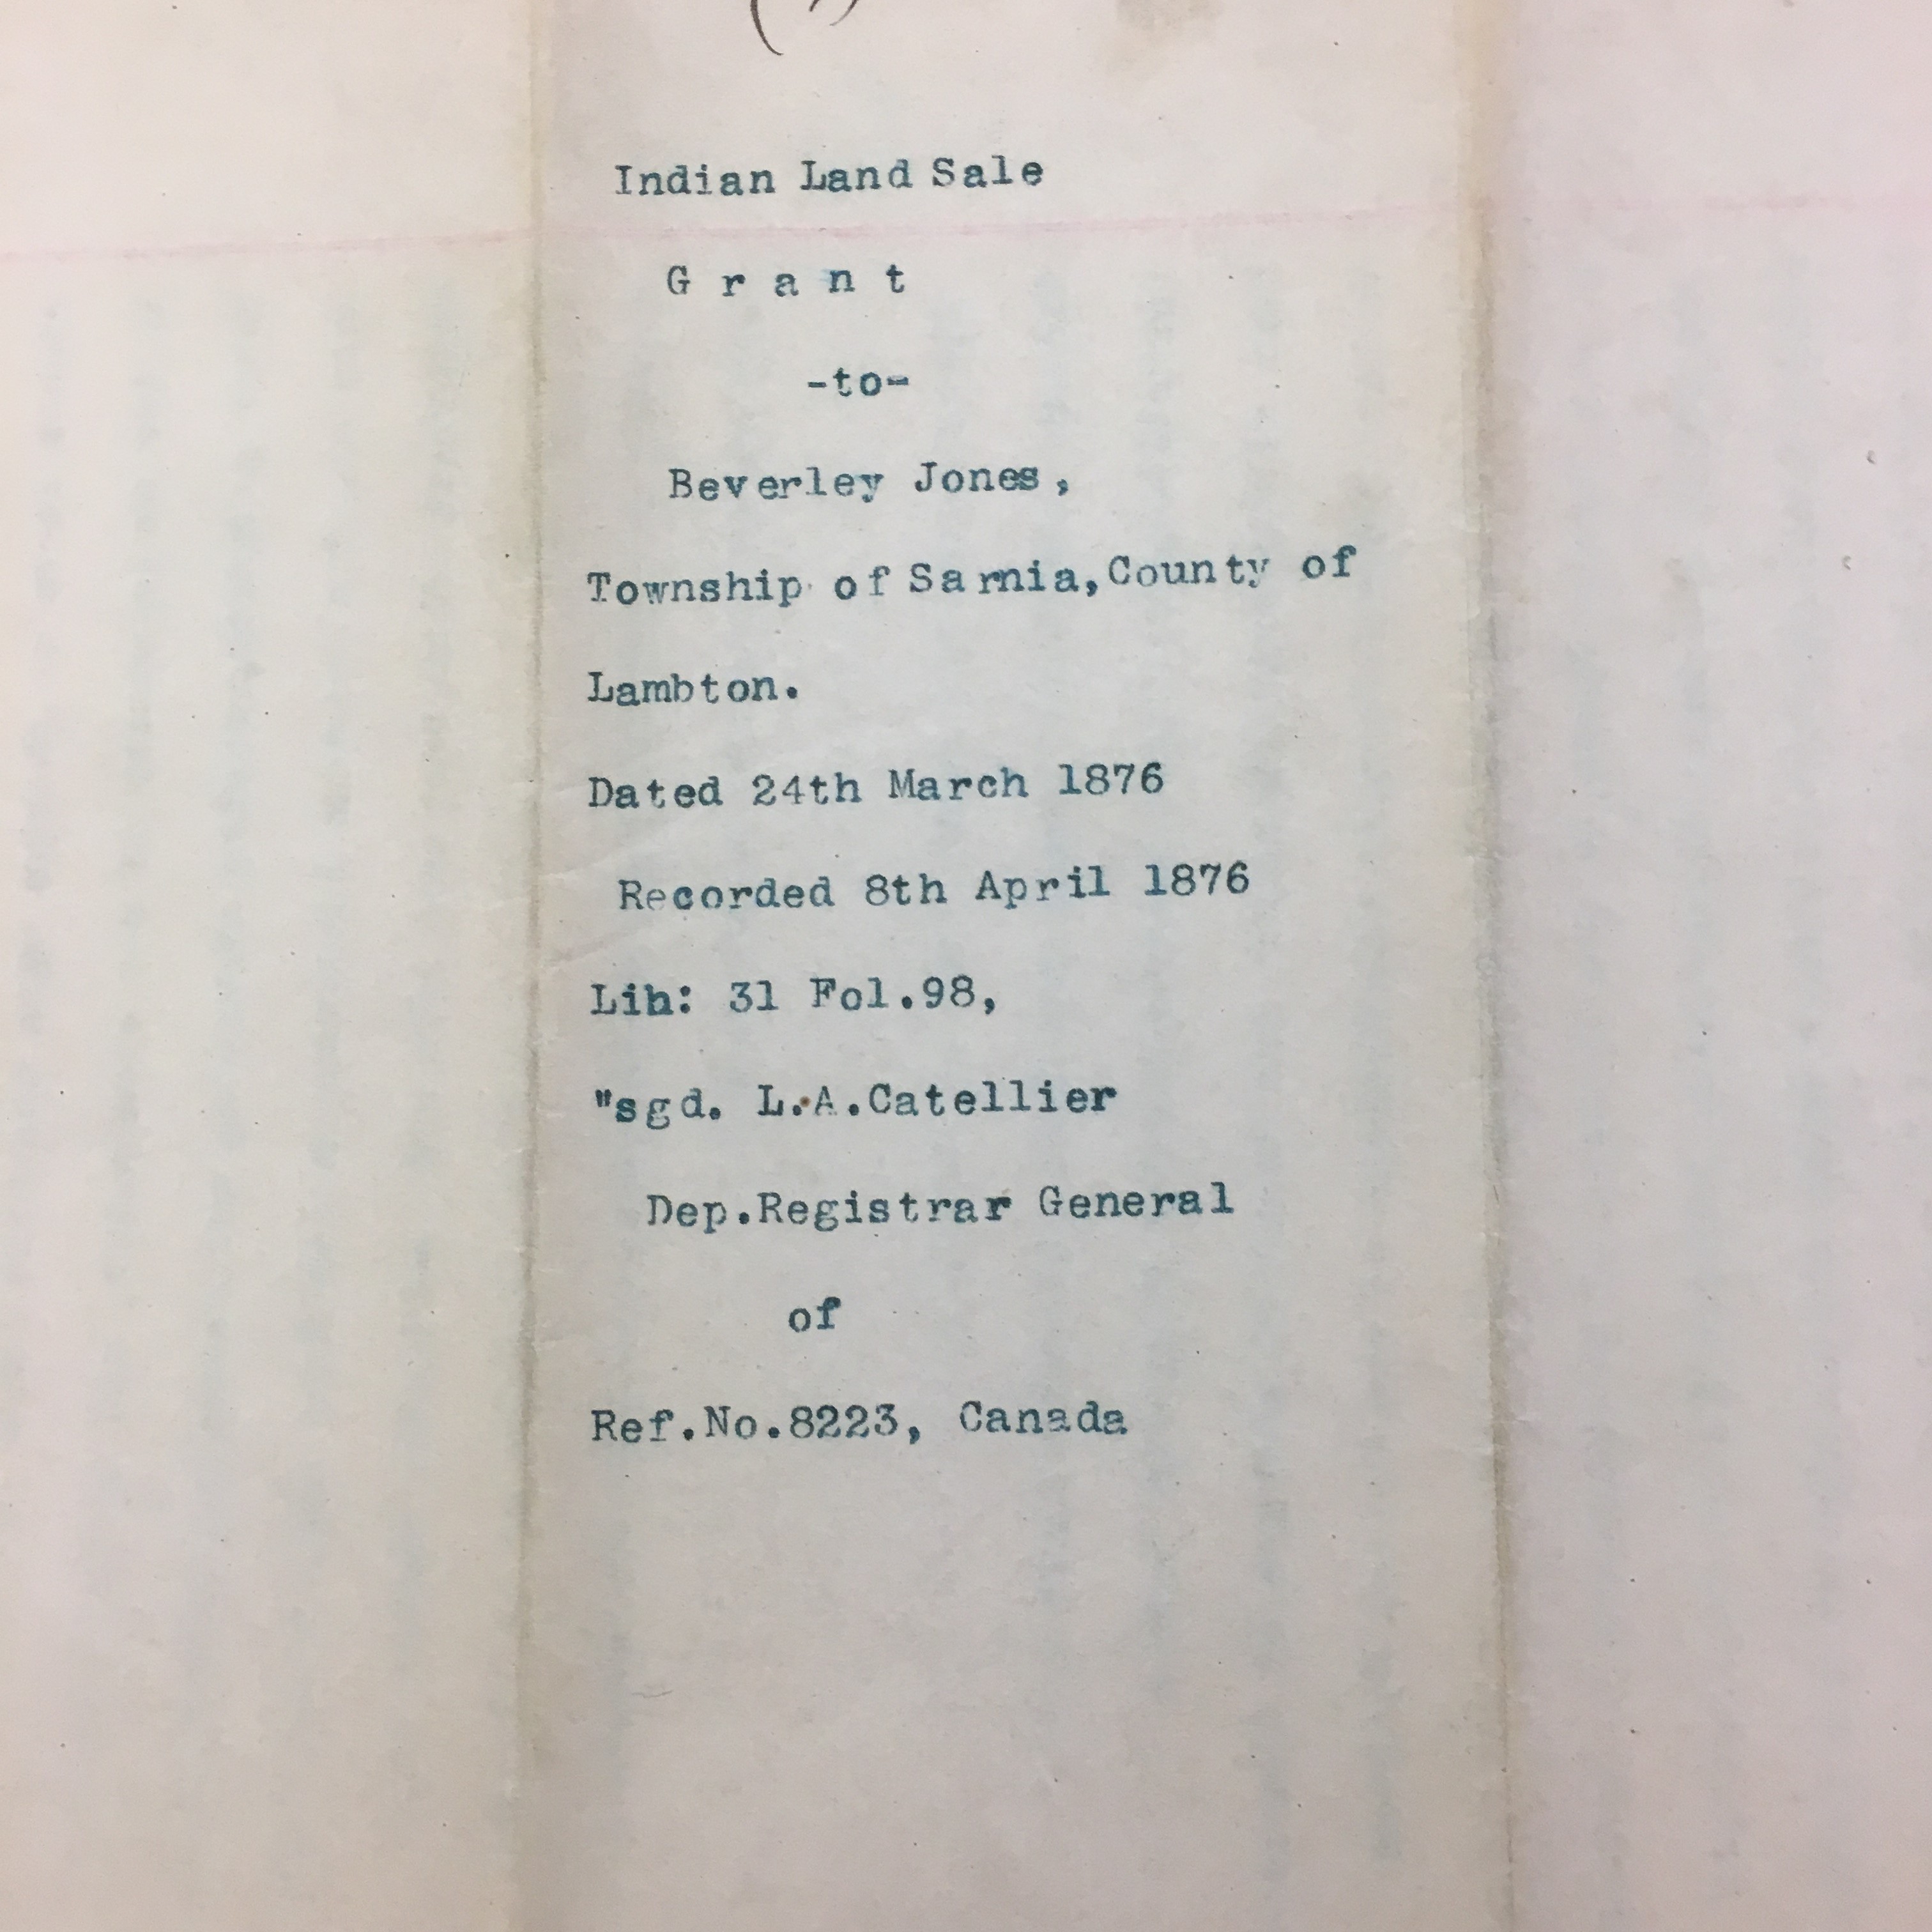 Indian Land Sale
G r a n t
-to-
Beverley Jones,
Township of Sarnia, County of
Lambton.
Dated 24th March 1876
Recorded 8th April 1876
Lih: 31 Fol.98,
"sgd. L.A.Catellier
Dep.Registrar General
of
Ref.No.8223, Canada